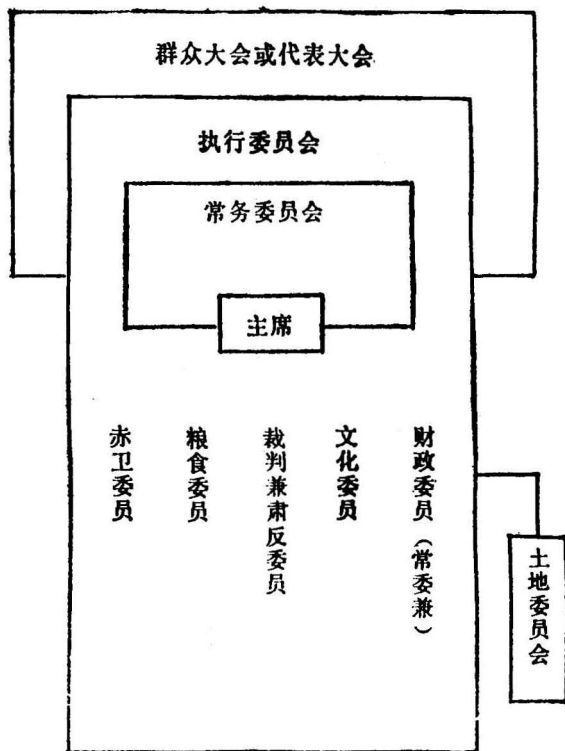 群众大会或代表大会
执行委员会
常务委员会
主席
赤卫委员
粮食委员
裁判兼肃反委员
文化委员
财政委员（常委兼）
土地委员会